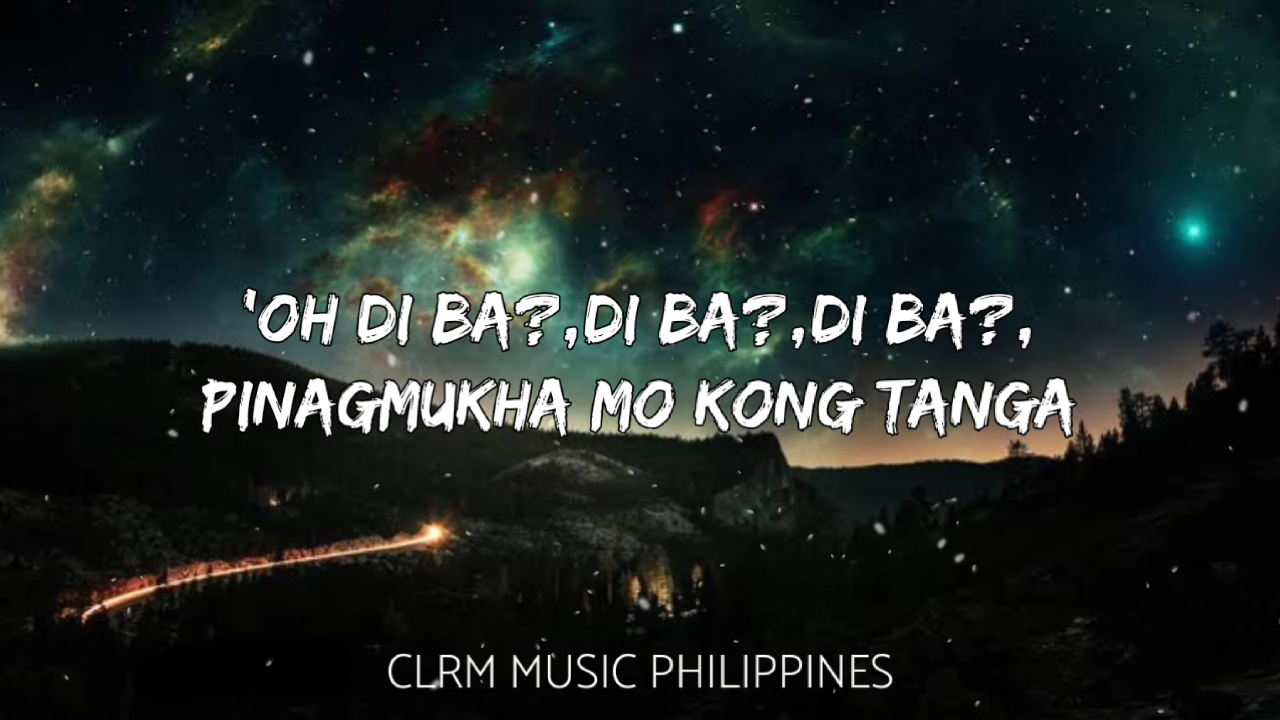 'OH DI BA?,DI BA?,DI BA?,
PINAGMUKHA MO KONG TANGA
CLRM MUSIC PHILIPPINES